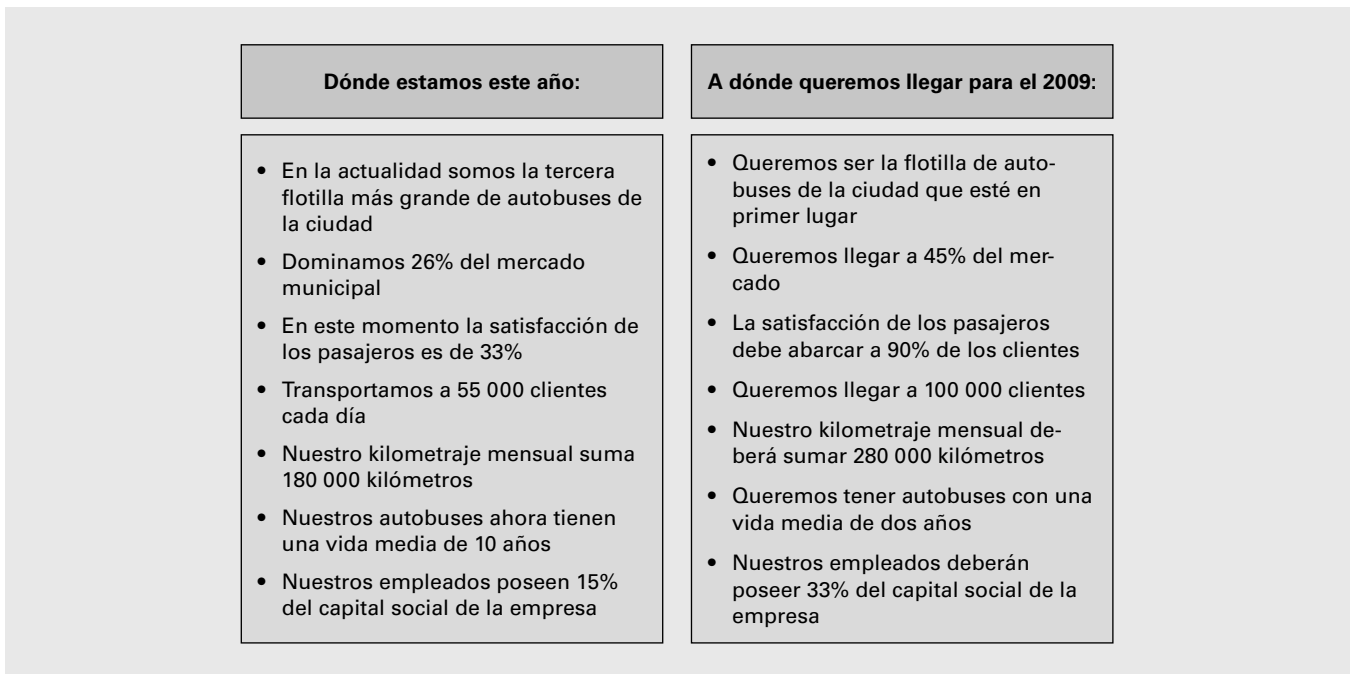 Dónde estamos este año:
• En la actualidad somos la tercera
flotilla más grande de autobuses de
la ciudad
• Dominamos 26% del mercado
municipal
• En este momento la satisfacción de
los pasajeros es de 33%
• Transportamos a 55 000 clientes
cada día
• Nuestro kilometraje mensual suma
180 000 kilómetros
• Nuestros autobuses ahora tienen
una vida media de 10 años
• Nuestros empleados poseen 15%
del capital social de la empresa
A dónde queremos llegar para el 2009:
• Queremos ser la flotilla de auto-
buses de la ciudad que esté en
primer lugar
• Queremos llegar a 45% del mer-
cado
• La satisfacción de los pasajeros
debe abarcar a 90% de los clientes
• Queremos llegar a 100 000 clientes
• Nuestro kilometraje mensual de-
berá sumar 280 000 kilómetros
• Queremos tener autobuses con una
vida media de dos años
• Nuestros empleados deberán
poseer 33% del capital social de la
empresa